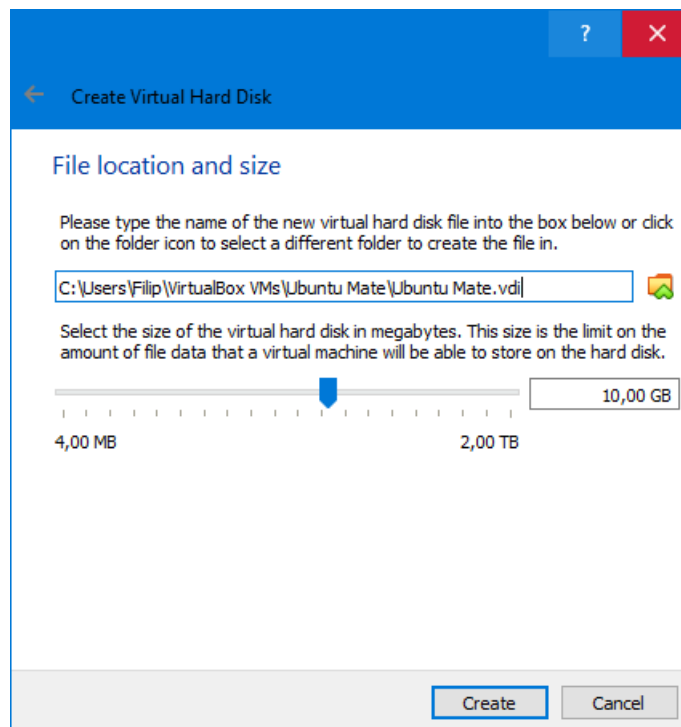 ?
Create Virtual Hard Disk
File location and size
Please type the name of the new virtual hard disk file into the box below or click
on the folder icon to select a different folder to create the file in.
C:\Users\Filip\VirtualBox VMs\Ubuntu Mate\Ubuntu Mate.vdi
Select the size of the virtual hard disk in megabytes. This size is the limit on the
amount of file data that a virtual machine will be able to store on the hard disk.
10,00 GB
4,00 MB 2,00 TB
Create Cancel